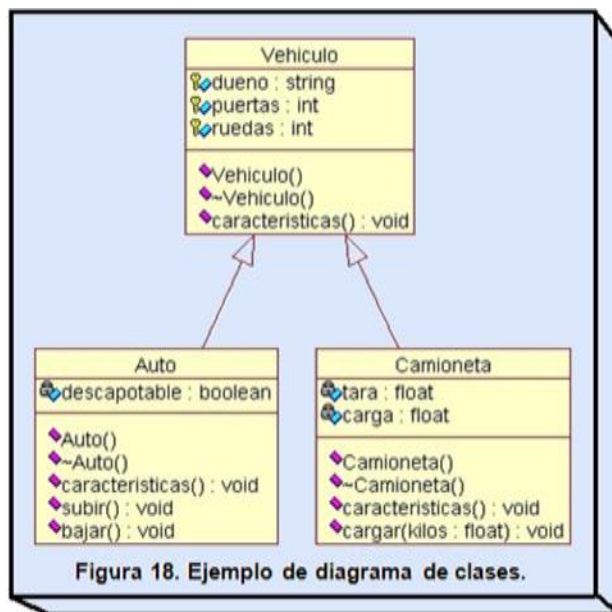 Vehiculo
dueno : string
puertas : int
ruedas : int
Vehiculo()
~Vehiculo()
caracteristicas() : void
Auto
descapotable : boolean
Auto()
~Auto()
caracteristicas() : void
subir() : void
bajar() : void
Camioneta
tara : float
carga : float
Camioneta()
~Camioneta()
caracteristicas() : void
cargar(kilos : float) : void
Figura 18. Ejemplo de diagrama de clases.